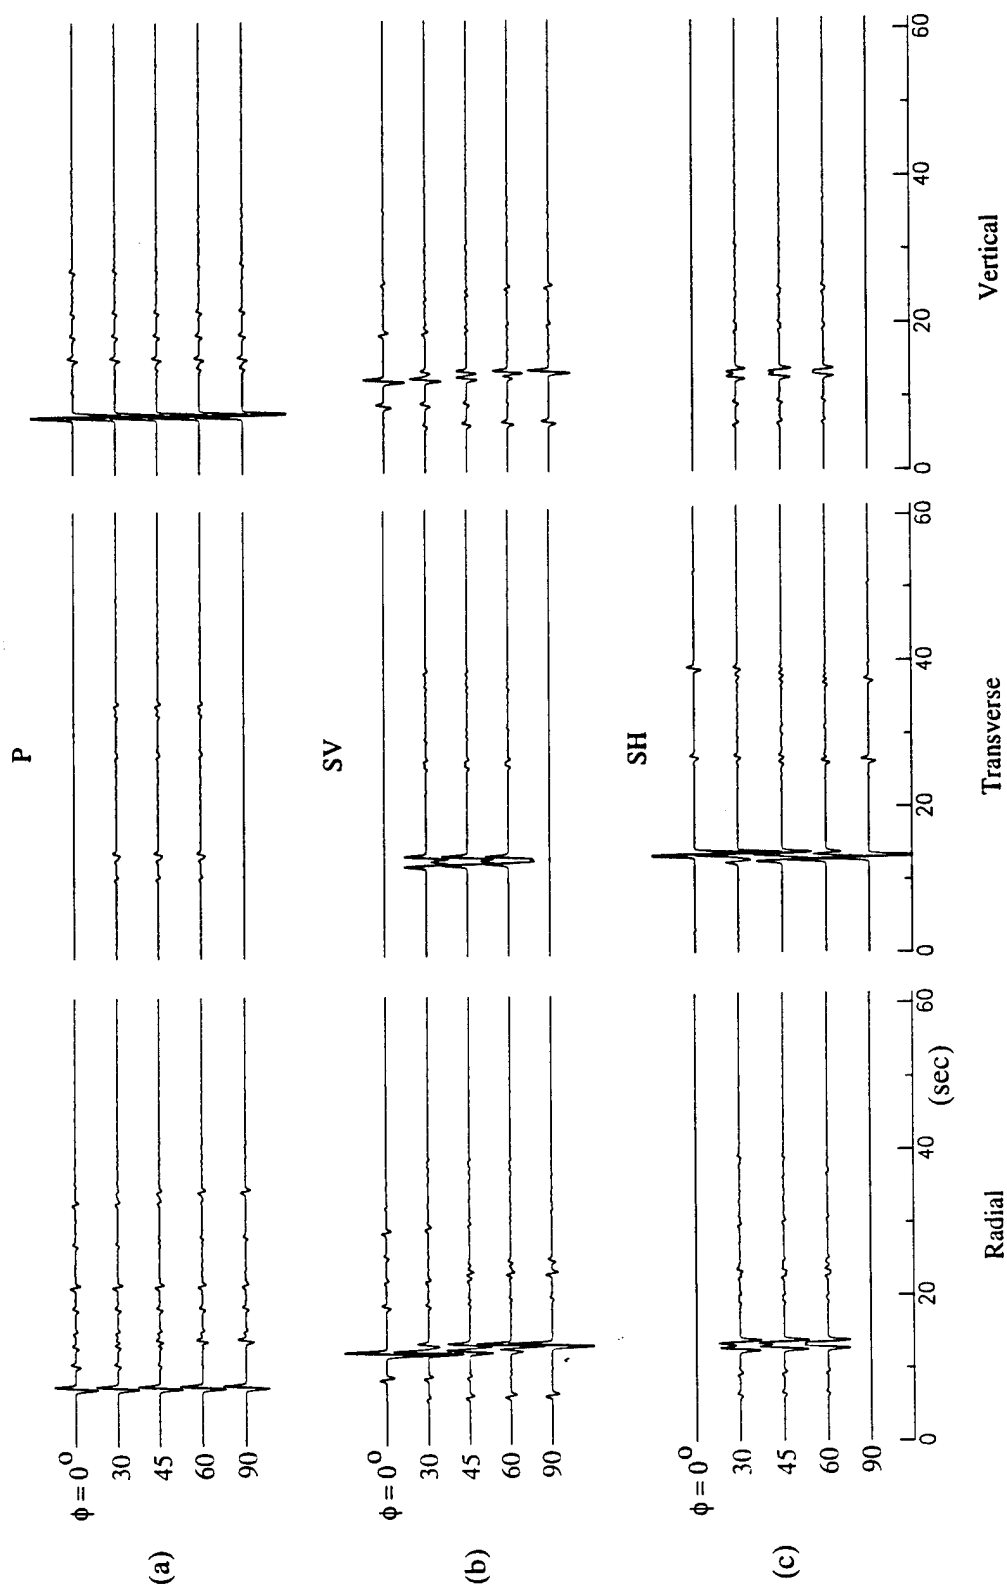 P
(a)
ϕ = 0°
30
45
60
90
SV
(b)
ϕ = 0°
30
45
60
90
SH
(c)
ϕ = 0°
30
45
60
90
0 20 40 60 0 20 40 60 0 20 40 60
(sec)
Radial Transverse Vertical